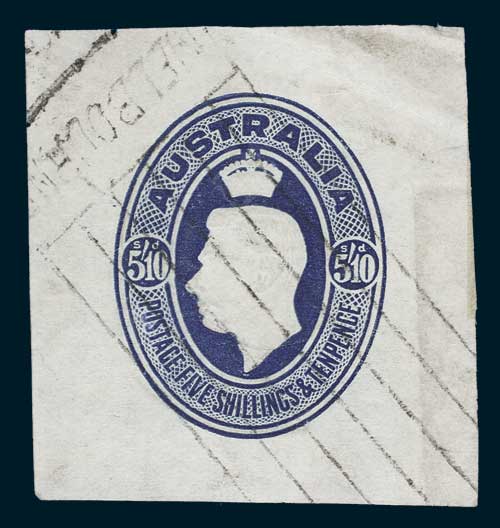 AUSTRALIA
s/d
5/10
s/d
5/10
POSTAGE FIVE SHILLINGS & TENPENCE